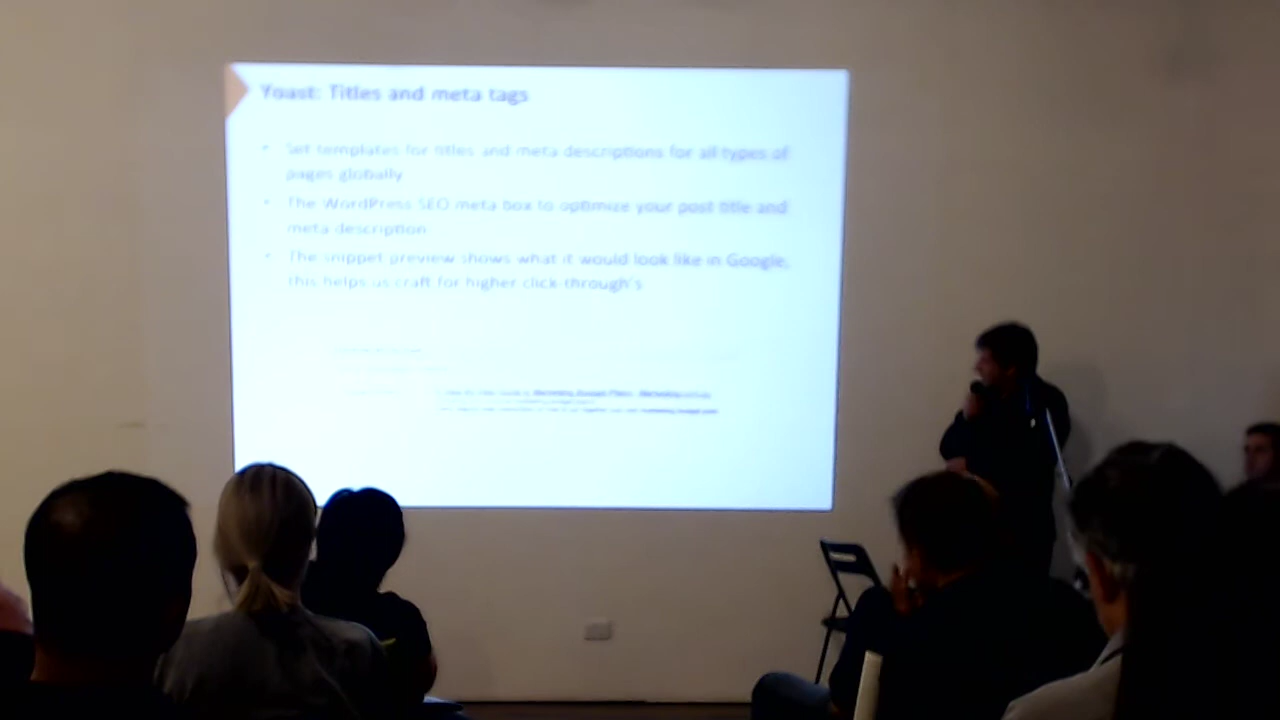 Yoast: Titles and meta tags
• Set templates for titles and meta descriptions for all types of
pages globally
• The WordPress SEO meta box to optimize your post title and
meta description
• The snippet preview shows what it would look like in Google,
this helps us craft for higher click-through's